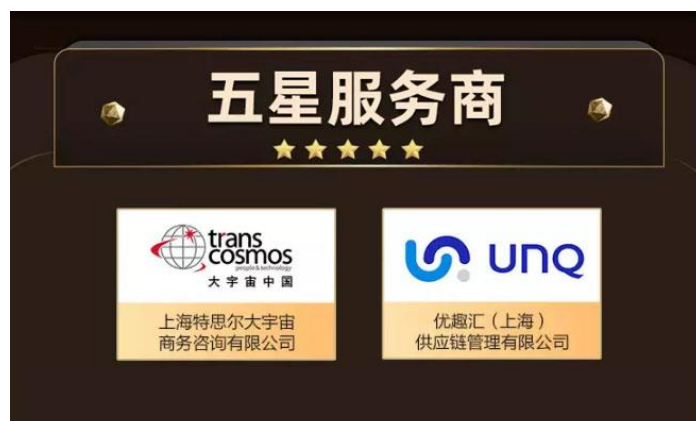 五星服务商
trans
cosmos
people & technology
大宇宙中国
上海特思尔大宇宙
商务咨询有限公司
UNQ
优趣汇（上海）
供应链管理有限公司